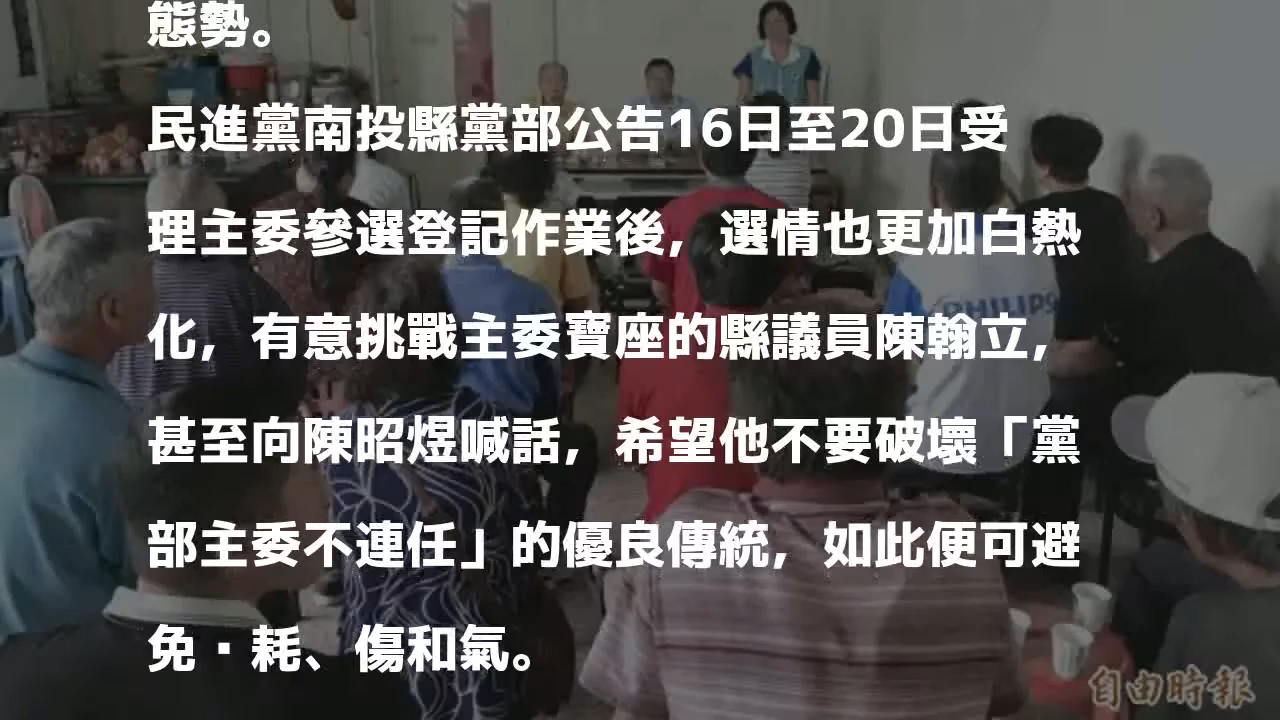 態勢。
民進黨南投縣黨部公告16日至20日受
理主委參選登記作業後，選情也更加白熱
化，有意挑戰主委寶座的縣議員陳翰立，
甚至向陳昭煜喊話，希望他不要破壞「黨
部主委不連任」的優良傳統，如此便可避
免▪耗、傷和氣。
PHILIPS
自由時報